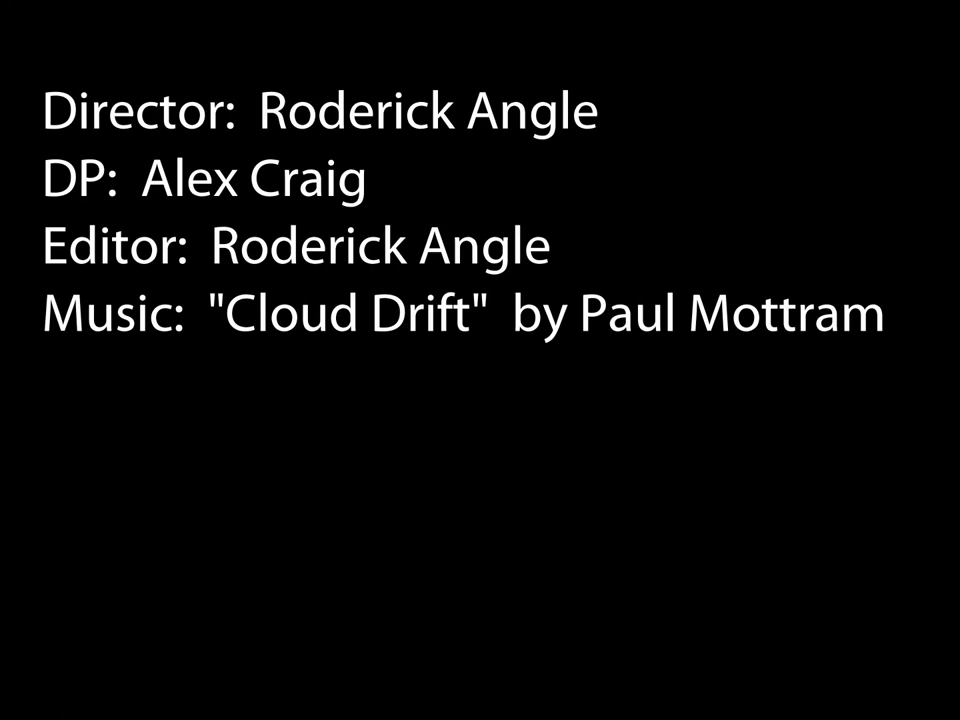 Director:  Roderick Angle
DP:  Alex Craig
Editor:  Roderick Angle
Music:  "Cloud Drift"  by Paul Mottram